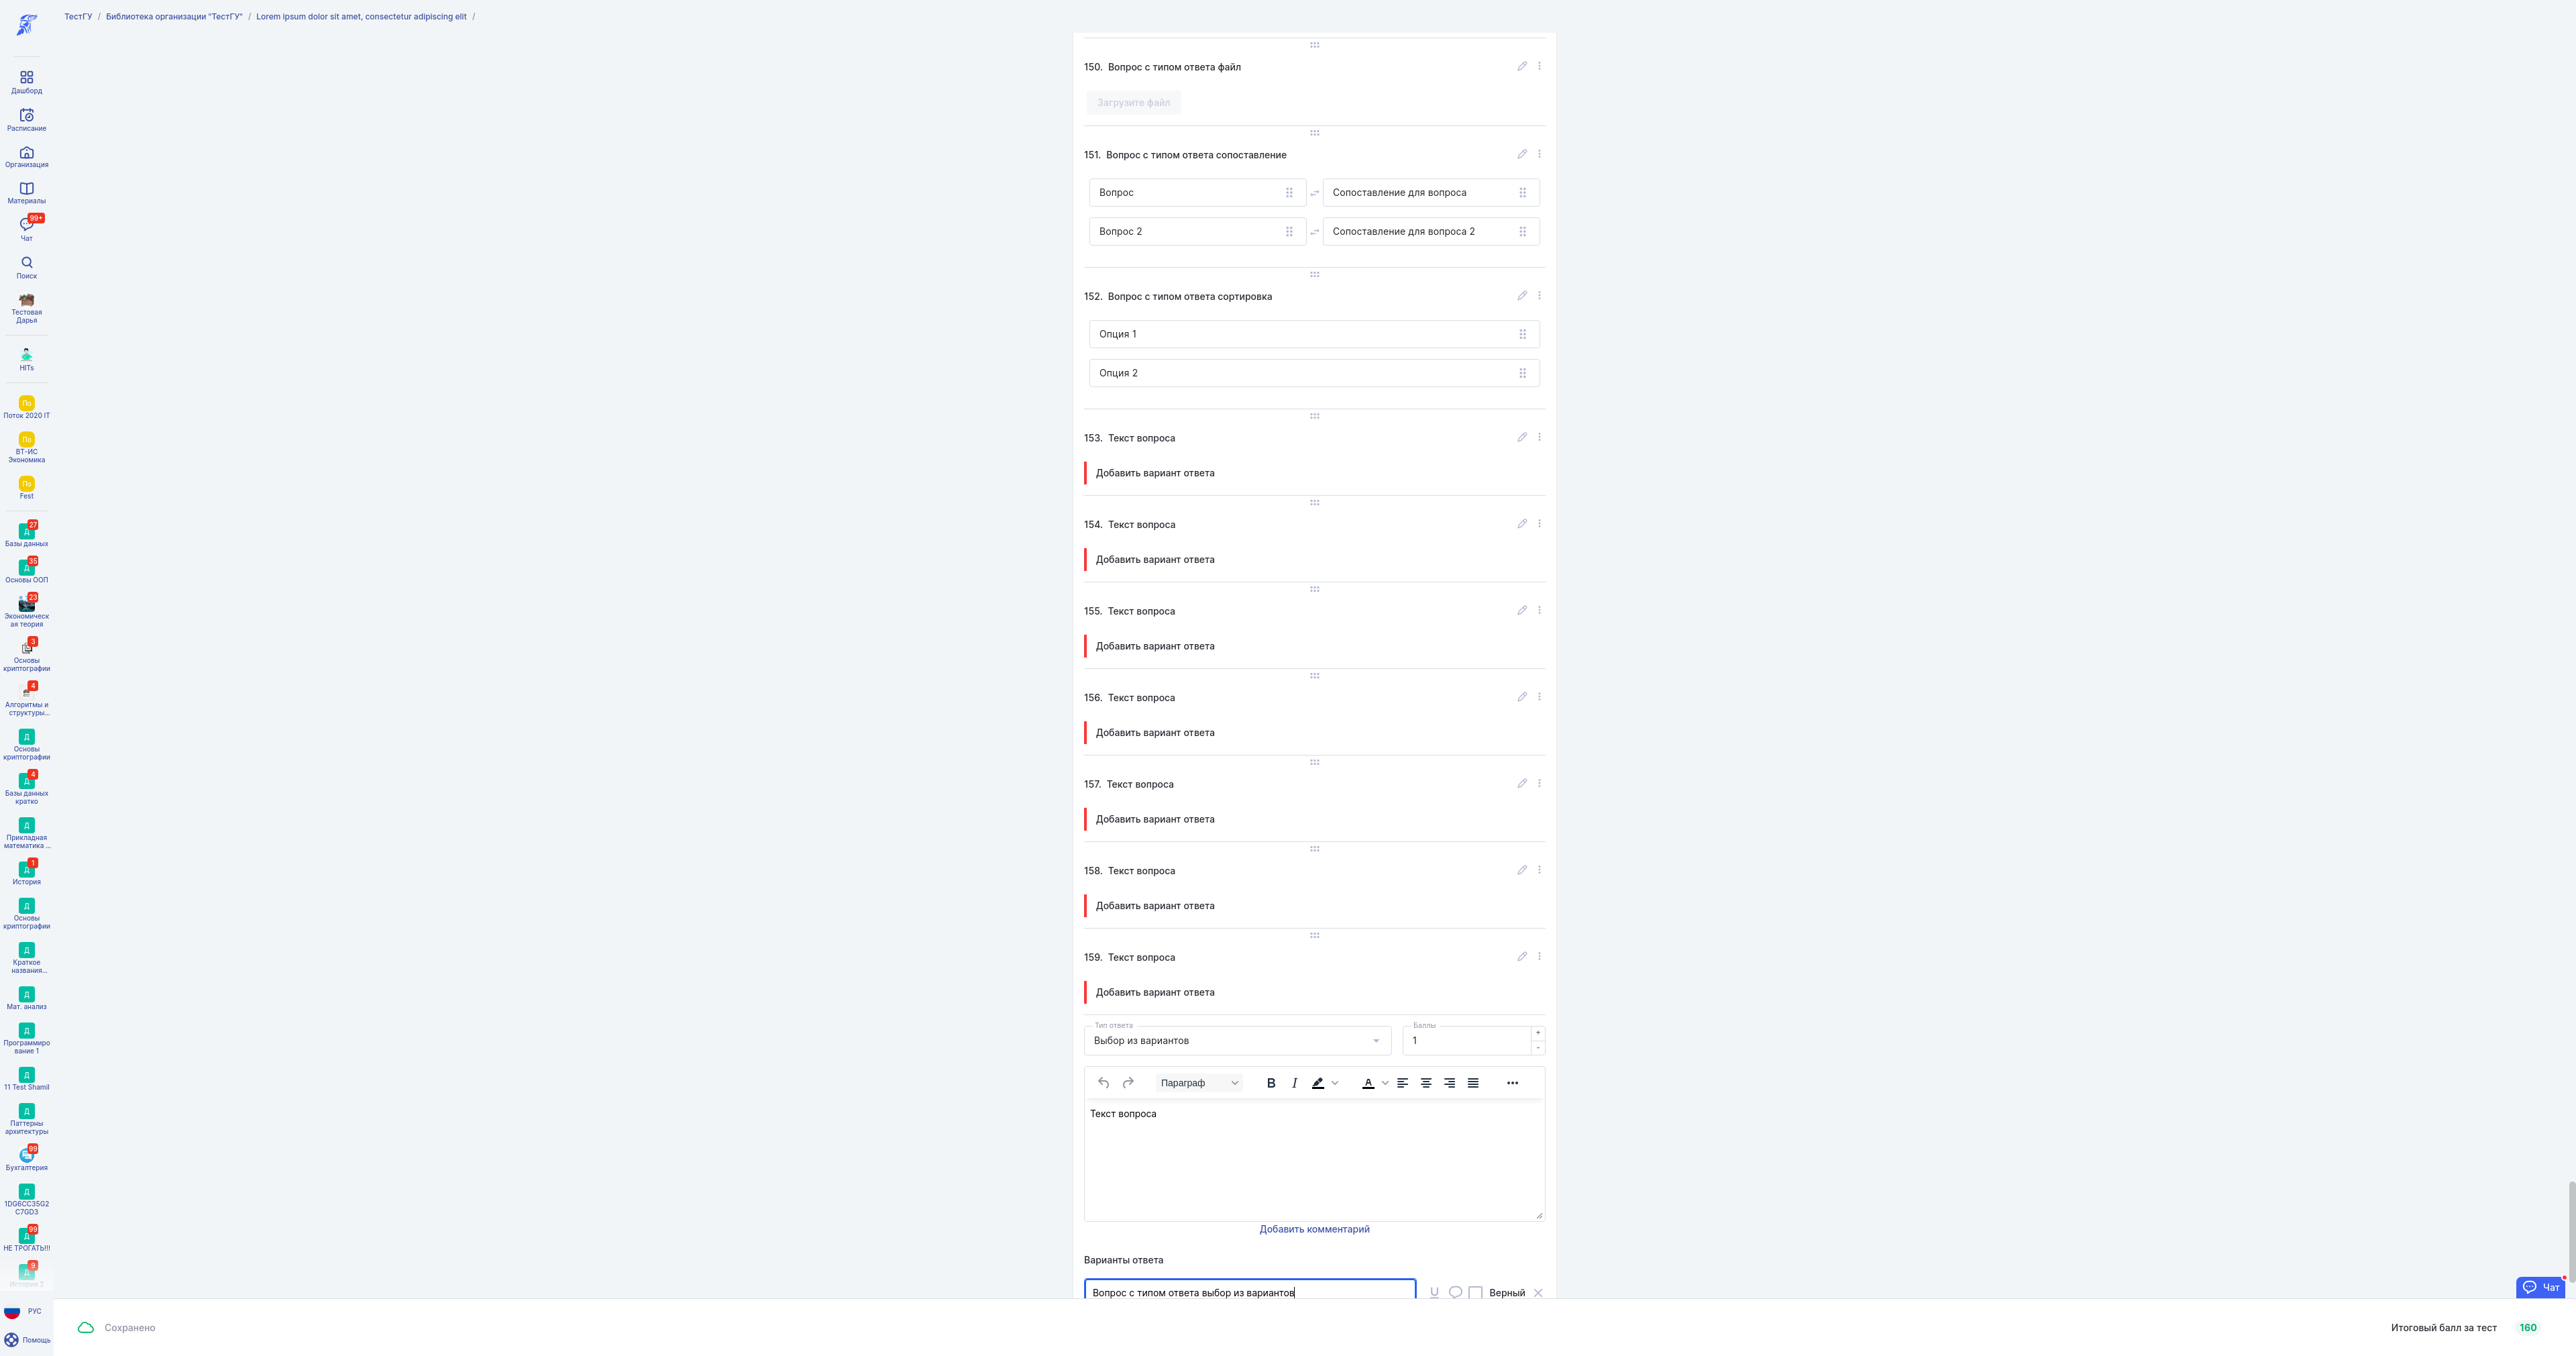 ТестГУ / Библиотека организации "ТестГУ" / Lorem ipsum dolor sit amet, consectetur adipiscing elit /
Дашборд
Расписание
Организация
Материалы
99+
Чат
Поиск
Тестовая
Дарья
HITs
По
Поток 2020 IT
По
ВТ-ИС
Экономика
По
Fest
27
Д
Базы данных
35
Д
Основы ООП
23
Экономическ
ая теория
3
Основы
криптографии
4
Алгоритмы и
структуры...
Д
Основы
криптографии
4
Д
Базы данных
кратко
Д
Прикладная
математика ...
1
Д
История
Д
Основы
криптографии
Д
Краткое
названия...
Д
Мат. анализ
Д
Программиро
вание 1
Д
11 Test Shamil
Д
Паттерны
архитектуры
99
Бухгалтерия
Д
1DG6CC35G2
C7GD3
99
Д
НЕ ТРОГАТЬ!!!
9
Д
История 2
РУС
Помощь
150. Вопрос с типом ответа файл
Загрузите файл
151. Вопрос с типом ответа сопоставление
Вопрос
Сопоставление для вопроса
Вопрос 2
Сопоставление для вопроса 2
152. Вопрос с типом ответа сортировка
Опция 1
Опция 2
153. Текст вопроса
Добавить вариант ответа
154. Текст вопроса
Добавить вариант ответа
155. Текст вопроса
Добавить вариант ответа
156. Текст вопроса
Добавить вариант ответа
157. Текст вопроса
Добавить вариант ответа
158. Текст вопроса
Добавить вариант ответа
159. Текст вопроса
Добавить вариант ответа
Тип ответа
Выбор из вариантов
Баллы
1
+
-
Параграф
B I A
Текст вопроса
Добавить комментарий
Варианты ответа
Вопрос с типом ответа выбор из вариантов
Верный
Чат
Сохранено
Итоговый балл за тест 160